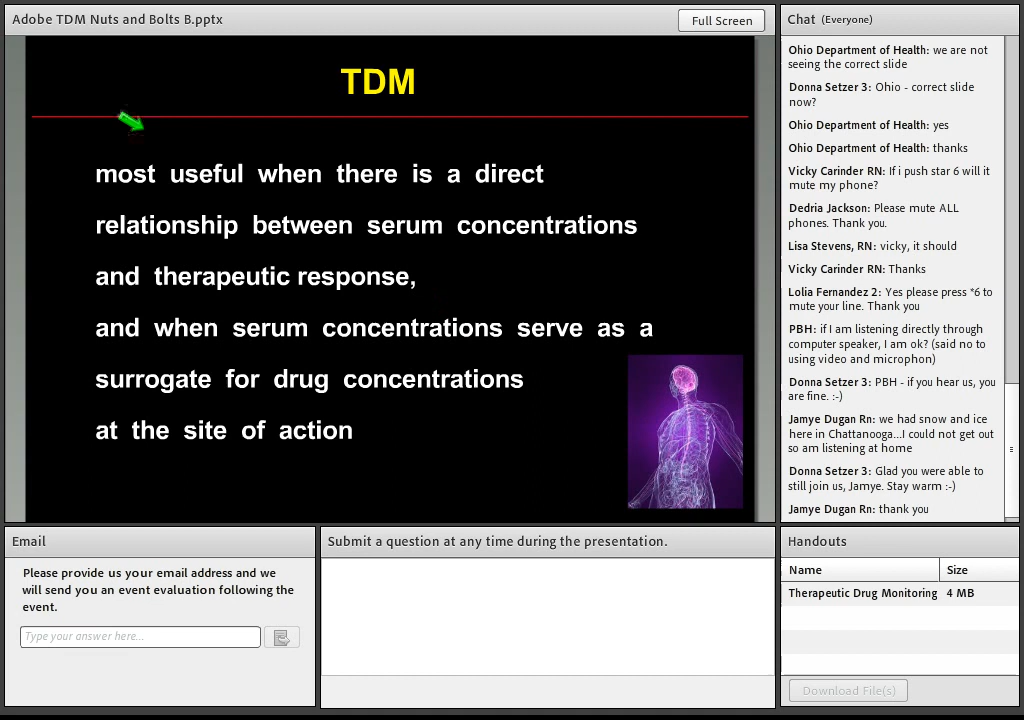 Adobe TDM Nuts and Bolts B.pptx
Full Screen
TDM
most useful when there is a direct
relationship between serum concentrations
and therapeutic response,
and when serum concentrations serve as a
surrogate for drug concentrations
at the site of action
Chat (Everyone)
Ohio Department of Health: we are not
seeing the correct slide
Donna Setzer 3: Ohio - correct slide
now?
Ohio Department of Health: yes
Ohio Department of Health: thanks
Vicky Carinder RN: If i push star 6 will it
mute my phone?
Dedria Jackson: Please mute ALL
phones. Thank you.
Lisa Stevens, RN: vicky, it should
Vicky Carinder RN: Thanks
Lolia Fernandez 2: Yes please press *6 to
mute your line. Thank you
PBH: if I am listening directly through
computer speaker, I am ok? (said no to
using video and microphon)
Donna Setzer 3: PBH - if you hear us, you
are fine. :-)
Jamye Dugan Rn: we had snow and ice
here in Chattanooga...I could not get out
so am listening at home
Donna Setzer 3: Glad you were able to
still join us, Jamye. Stay warm :-)
Jamye Dugan Rn: thank you
Email
Please provide us your email address and we
will send you an event evaluation following the
event.
Type your answer here...
Submit a question at any time during the presentation.
Handouts
Name Size
Therapeutic Drug Monitoring 4 MB
Download File(s)